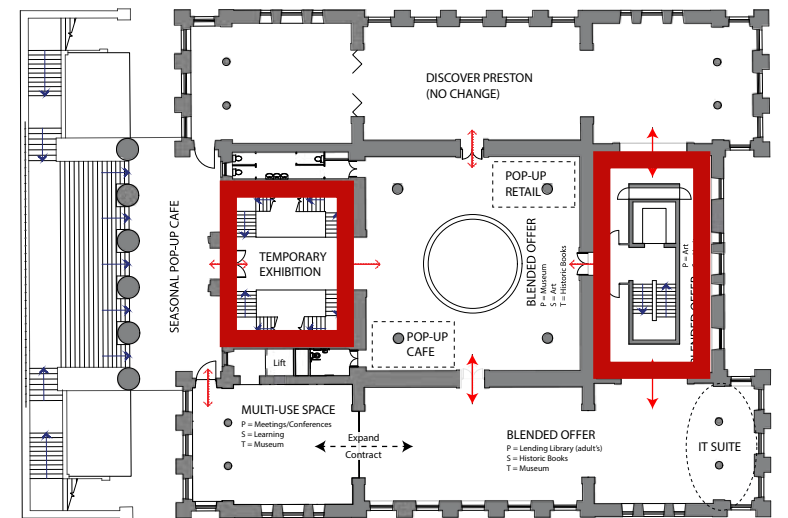 DISCOVER PRESTON
(NO CHANGE)
POP-UP
RETAIL
SEASONAL POP-UP CAFE
TEMPORARY
EXHIBITION
BLENDED OFFER
P = Museum
S = Art
T = Historic Books
P = Art
BLENDED OFFER
POP-UP
CAFE
Lift
MULTI-USE SPACE
P = Meetings/Conferences
S = Learning
T = Museum
Expand
Contract
BLENDED OFFER
P = Lending Library (adult's)
S = Historic Books
T = Museum
IT SUITE